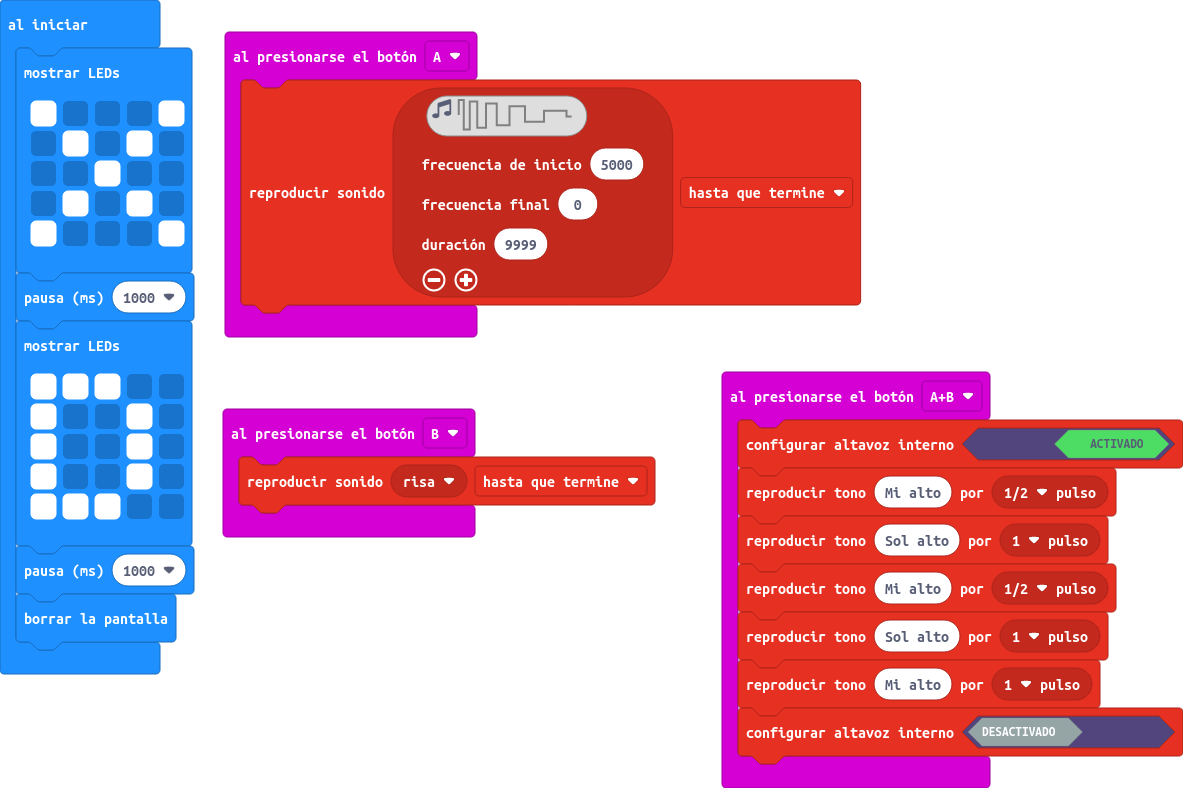 al iniciar
mostrar LEDs
pausa (ms) 1000
mostrar LEDs
pausa (ms) 1000
borrar la pantalla
al presionarse el botón A
reproducir sonido
frecuencia de inicio 5000
frecuencia final 0
duración 9999
hasta que termine
al presionarse el botón B
reproducir sonido risa hasta que termine
al presionarse el botón A+B
configurar altavoz interno ACTIVADO
reproducir tono Mi alto por 1/2 pulso
reproducir tono Sol alto por 1 pulso
reproducir tono Mi alto por 1/2 pulso
reproducir tono Sol alto por 1 pulso
reproducir tono Mi alto por 1 pulso
configurar altavoz interno DESACTIVADO